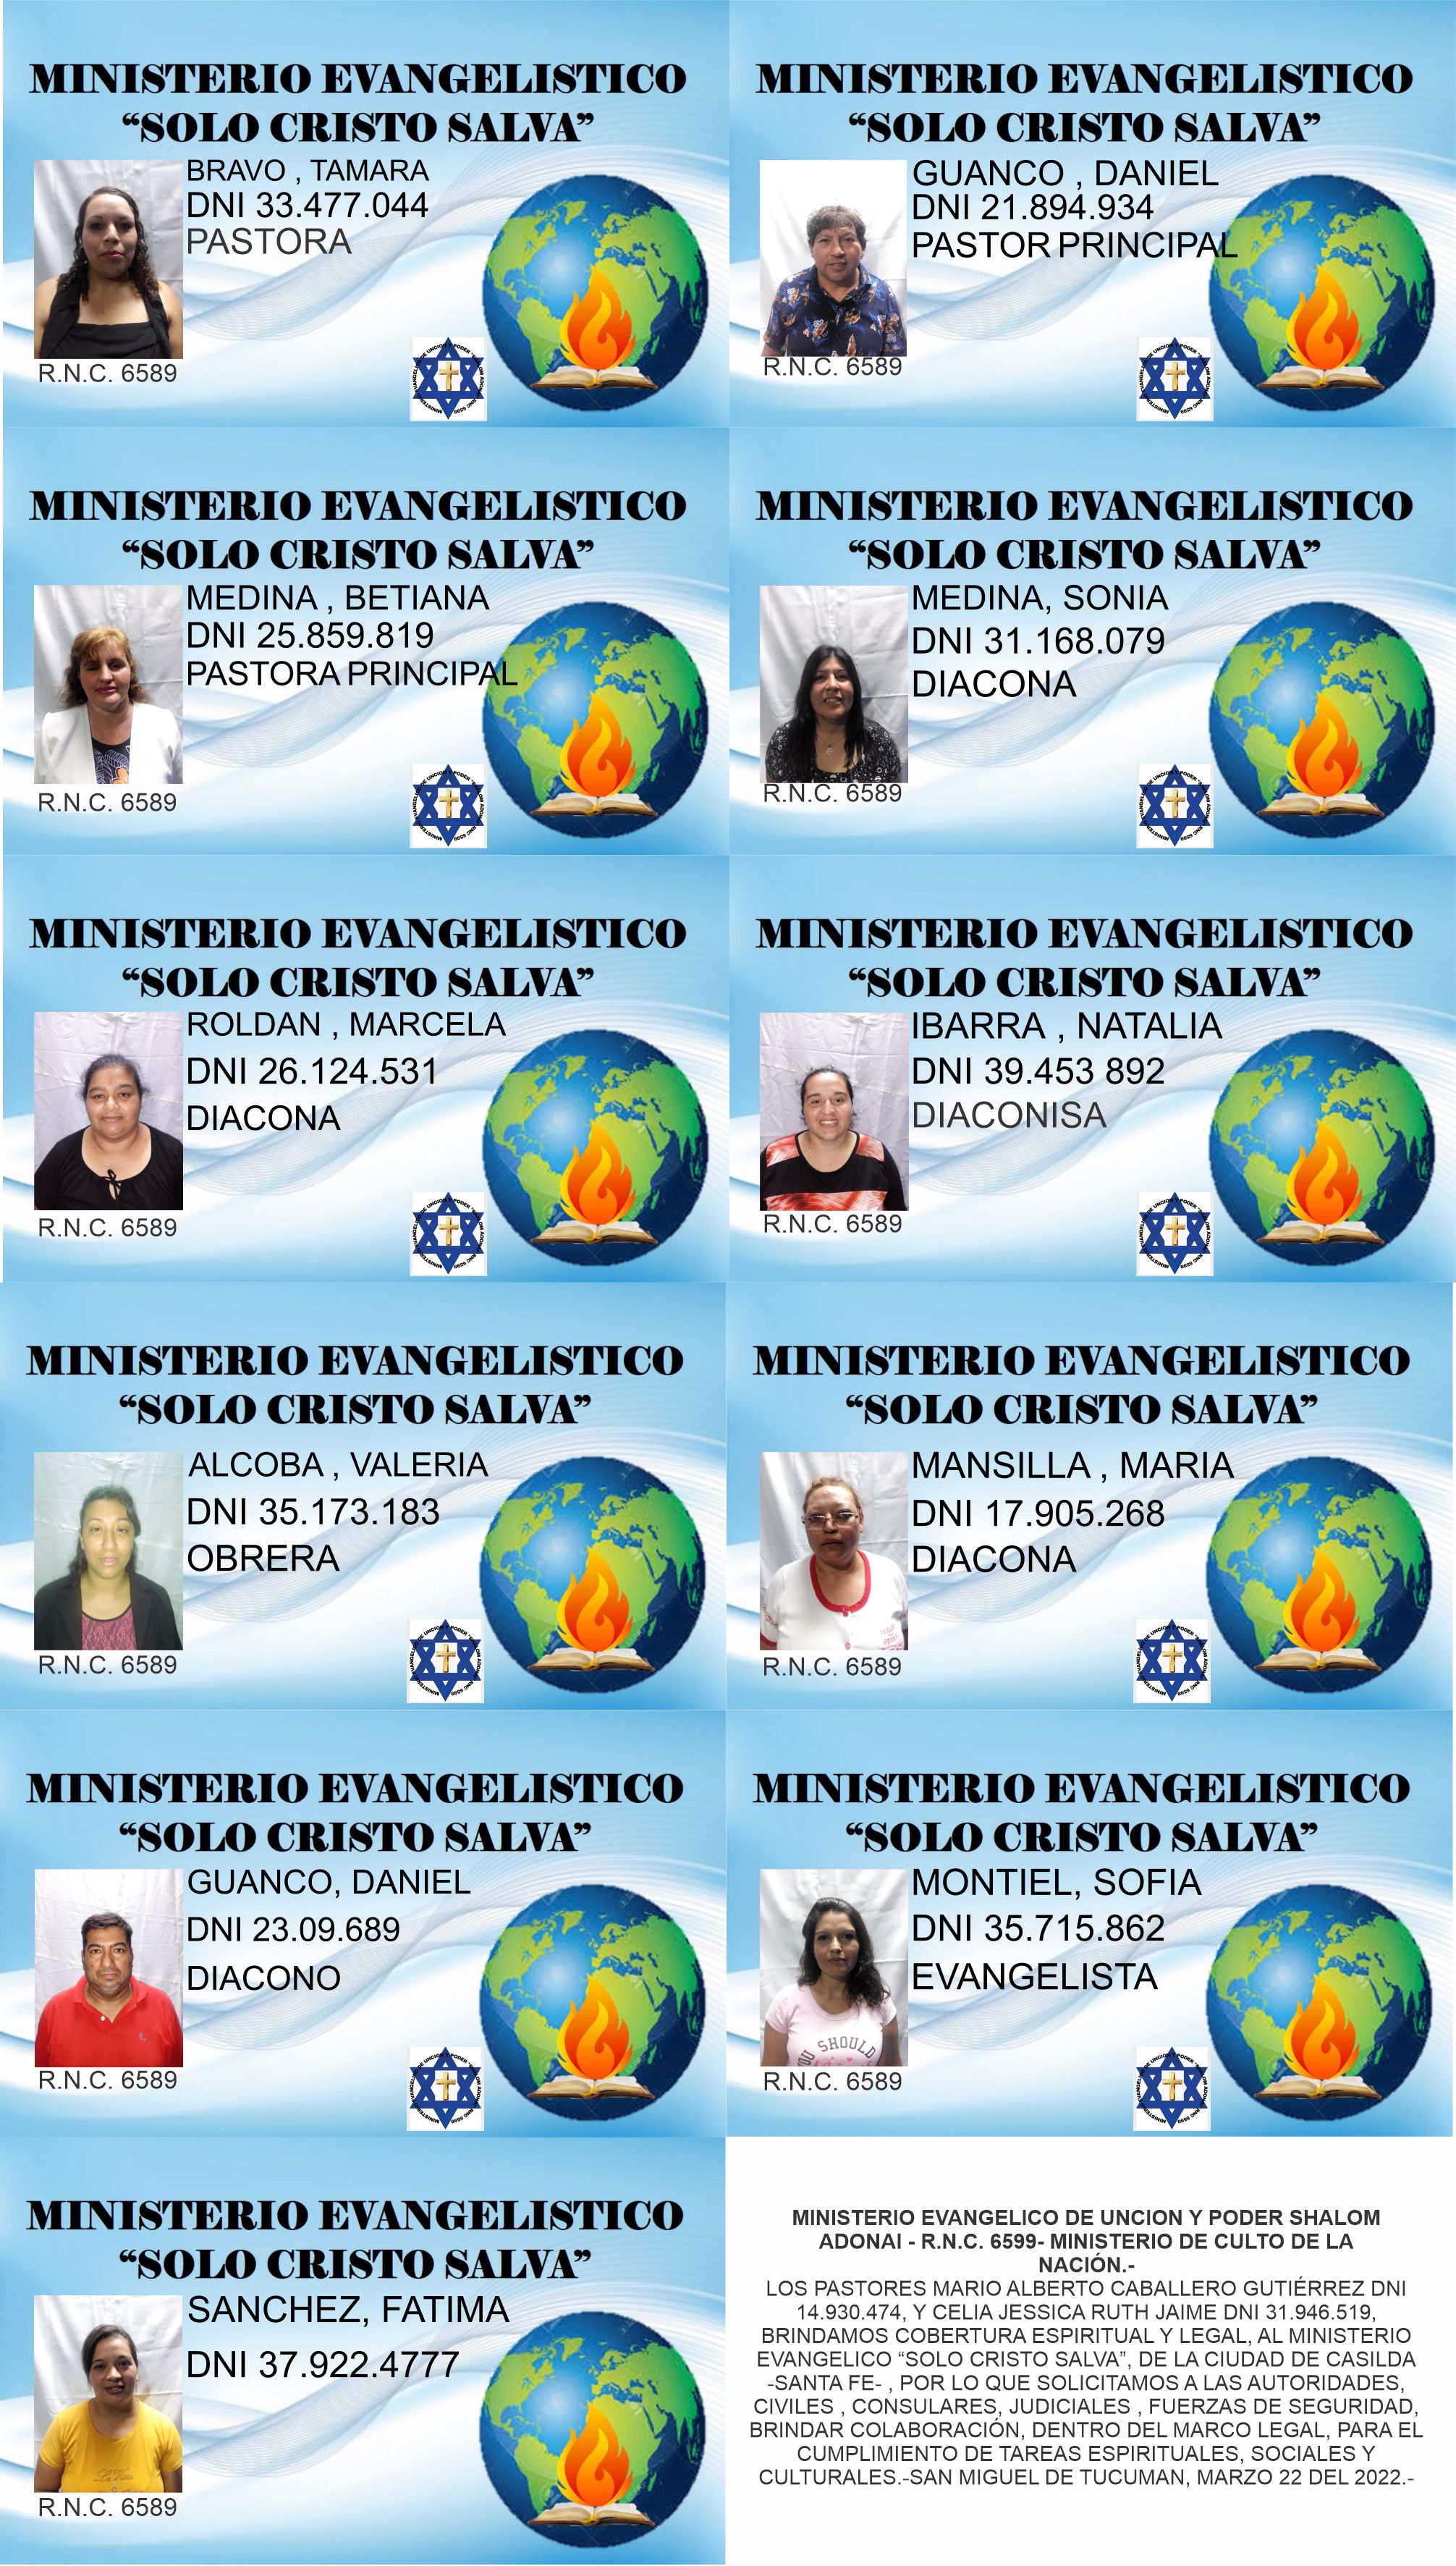 MINISTERIO EVANGELISTICO
“SOLO CRISTO SALVA”
BRAVO , TAMARA
DNI 33.477.044
PASTORA
R.N.C. 6589
MINISTERIO EVANGELISTICO
“SOLO CRISTO SALVA”
GUANCO , DANIEL
DNI 21.894.934
PASTOR PRINCIPAL
R.N.C. 6589
MINISTERIO EVANGELISTICO
“SOLO CRISTO SALVA”
MEDINA , BETIANA
DNI 25.859.819
PASTORA PRINCIPAL
R.N.C. 6589
MINISTERIO EVANGELISTICO
“SOLO CRISTO SALVA”
MEDINA, SONIA
DNI 31.168.079
DIACONA
R.N.C. 6589
MINISTERIO EVANGELISTICO
“SOLO CRISTO SALVA”
ROLDAN , MARCELA
DNI 26.124.531
DIACONA
R.N.C. 6589
MINISTERIO EVANGELISTICO
“SOLO CRISTO SALVA”
IBARRA , NATALIA
DNI 39.453 892
DIACONISA
R.N.C. 6589
MINISTERIO EVANGELISTICO
“SOLO CRISTO SALVA”
ALCOBA , VALERIA
DNI 35.173.183
OBRERA
R.N.C. 6589
MINISTERIO EVANGELISTICO
“SOLO CRISTO SALVA”
MANSILLA , MARIA
DNI 17.905.268
DIACONA
R.N.C. 6589
MINISTERIO EVANGELISTICO
“SOLO CRISTO SALVA”
GUANCO, DANIEL
DNI 23.09.689
DIACONO
R.N.C. 6589
MINISTERIO EVANGELISTICO
“SOLO CRISTO SALVA”
MONTIEL, SOFIA
DNI 35.715.862
EVANGELISTA
SHOULD
R.N.C. 6589
MINISTERIO EVANGELISTICO
“SOLO CRISTO SALVA”
SANCHEZ, FATIMA
DNI 37.922.4777
R.N.C. 6589
MINISTERIO EVANGELICO DE UNCION Y PODER SHALOM
ADONAI - R.N.C. 6599- MINISTERIO DE CULTO DE LA
NACIÓN.-
LOS PASTORES MARIO ALBERTO CABALLERO GUTIÉRREZ DNI
14.930.474, Y CELIA JESSICA RUTH JAIME DNI 31.946.519,
BRINDAMOS COBERTURA ESPIRITUAL Y LEGAL, AL MINISTERIO
EVANGELICO “SOLO CRISTO SALVA”, DE LA CIUDAD DE CASILDA
-SANTA FE- , POR LO QUE SOLICITAMOS A LAS AUTORIDADES,
CIVILES , CONSULARES, JUDICIALES , FUERZAS DE SEGURIDAD,
BRINDAR COLABORACIÓN, DENTRO DEL MARCO LEGAL, PARA EL
CUMPLIMIENTO DE TAREAS ESPIRITUALES, SOCIALES Y
CULTURALES.-SAN MIGUEL DE TUCUMAN, MARZO 22 DEL 2022.-